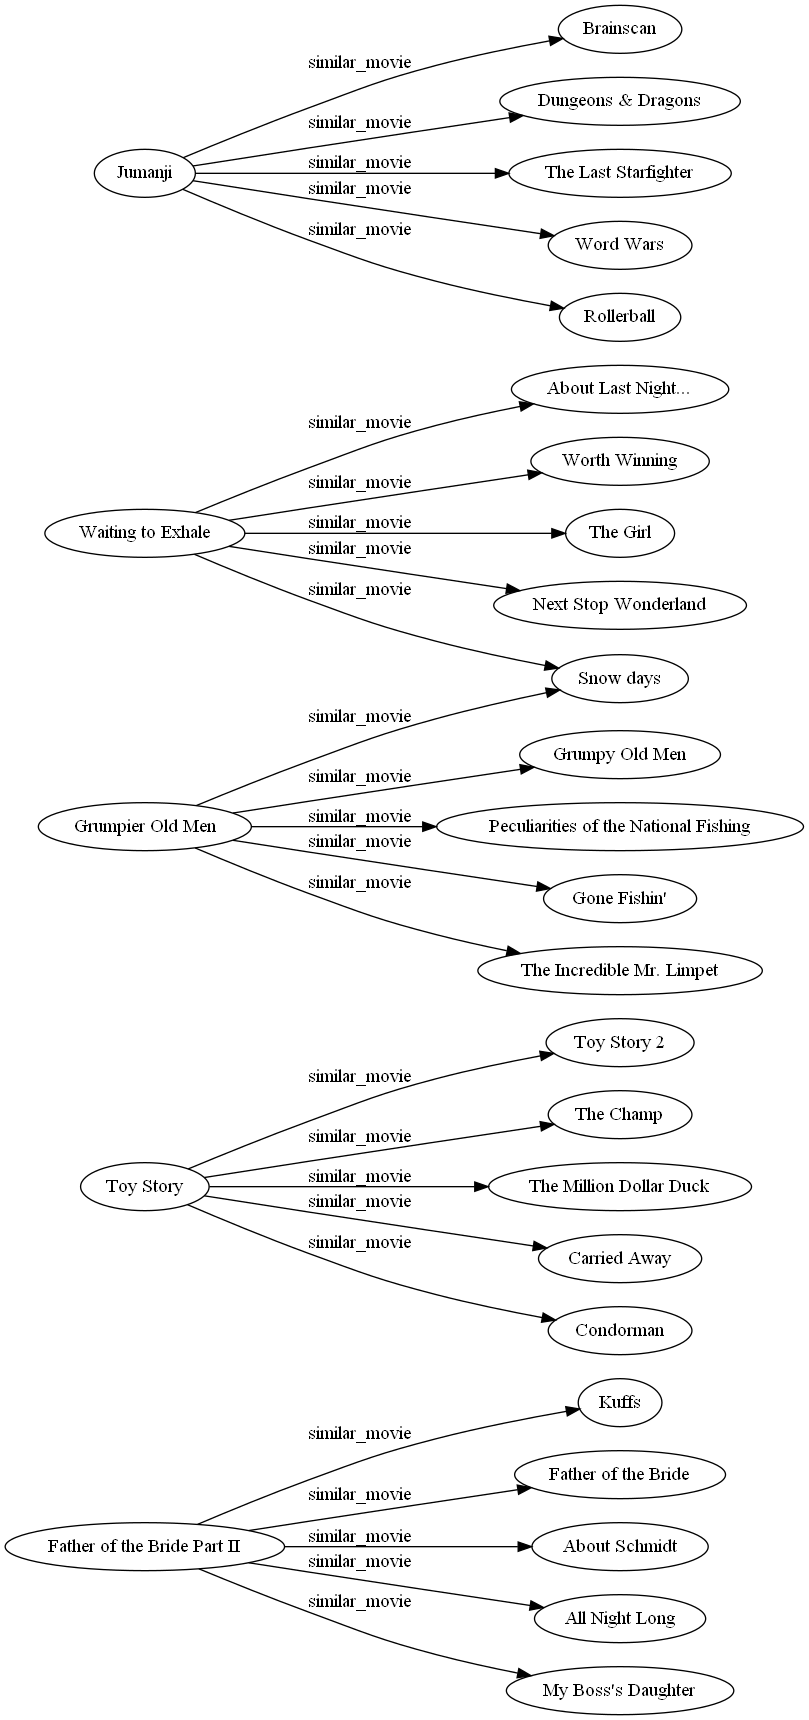 Brainscan
similar_movie
Dungeons & Dragons
similar_movie
similar_movie
Jumanji
The Last Starfighter
similar_movie
similar_movie
Word Wars
Rollerball
About Last Night...
similar_movie
Worth Winning
similar_movie
similar_movie
Waiting to Exhale
The Girl
similar_movie
similar_movie
Next Stop Wonderland
Snow days
similar_movie
Grumpy Old Men
similar_movie
similar_movie
Grumpier Old Men
Peculiarities of the National Fishing
similar_movie
similar_movie
Gone Fishin'
The Incredible Mr. Limpet
Toy Story 2
similar_movie
The Champ
similar_movie
similar_movie
Toy Story
The Million Dollar Duck
similar_movie
similar_movie
Carried Away
Condorman
Kuffs
similar_movie
Father of the Bride
similar_movie
similar_movie
Father of the Bride Part II
About Schmidt
similar_movie
similar_movie
All Night Long
My Boss's Daughter